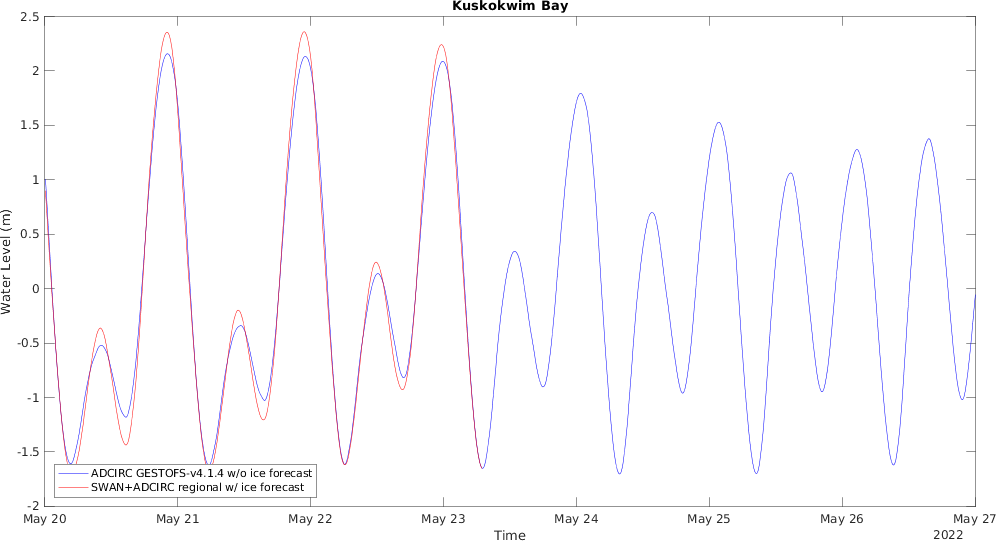 Kuskokwim Bay
2.5
2
1.5
1
0.5
0
-0.5
-1
-1.5
-2
Water Level (m)
ADCIRC GESTOFS-v4.1.4 w/o ice forecast
SWAN+ADCIRC regional w/ ice forecast
May 20 May 21 May 22 May 23 May 24 May 25 May 26 May 27
Time
2022